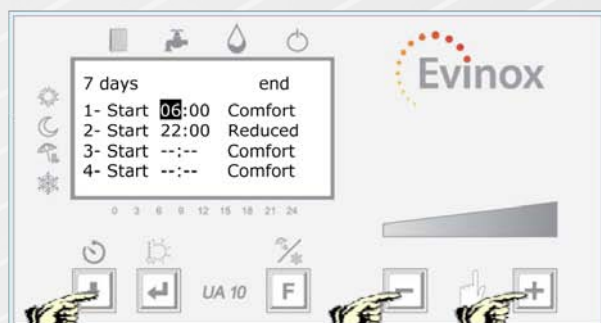 Evinox
7 days end
1- Start 06:00 Comfort
2- Start 22:00 Reduced
3- Start --:-- Comfort
4- Start --:-- Comfort
0 3 6 9 12 15 18 21 24
UA 10 F - +